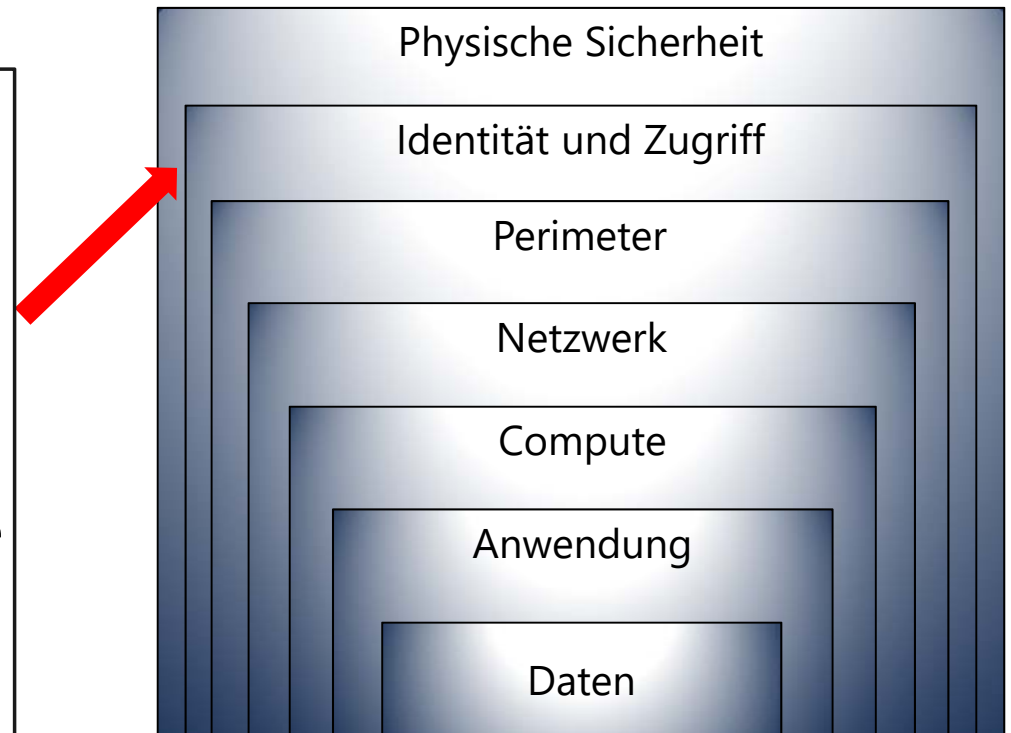 Physische Sicherheit
Identität und Zugriff
Perimeter
Netzwerk
Compute
Anwendung
Daten